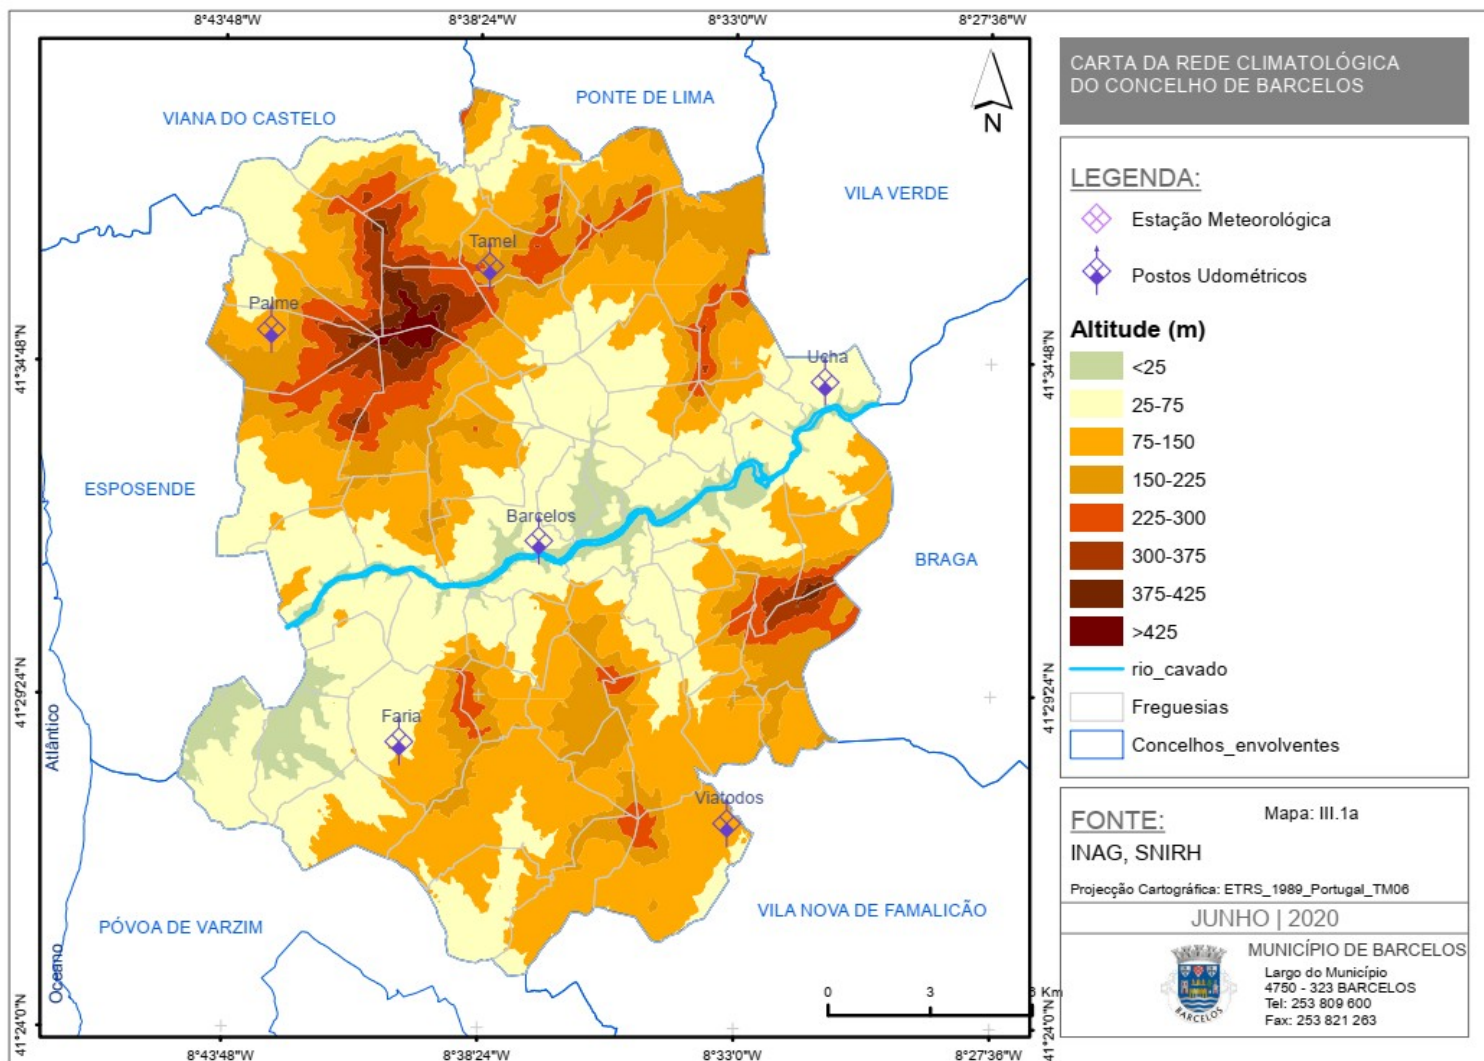 8°43'48"W
8°38'24"W
8°33'0"W
8°27'36"W
CARTA DA REDE CLIMATOLÓGICA
DO CONCELHO DE BARCELOS
N
VIANA DO CASTELO
PONTE DE LIMA
VILA VERDE
Tamel
Palme
Ucha
41°34'48"N
41°34'48"N
ESPOSENDE
Barcelos
BRAGA
41°29'24"N
41°29'24"N
Faria
Viatodos
Atlântico
Oceano
PÓVOA DE VARZIM
VILA NOVA DE FAMALICÃO
0
3
6 Km
41°24'0"N
41°24'0"N
8°43'48"W
8°38'24"W
8°33'0"W
8°27'36"W
LEGENDA:
Estação Meteorológica
Postos Udométricos
Altitude (m)
<25
25-75
75-150
150-225
225-300
300-375
375-425
>425
rio_cavado
Freguesias
Concelhos_envolventes
FONTE:
Mapa: III.1a
INAG, SNIRH
Projecção Cartográfica: ETRS_1989_Portugal_TM06
JUNHO | 2020
MUNICÍPIO DE BARCELOS
Largo do Município
4750 - 323 BARCELOS
Tel: 253 809 600
Fax: 253 821 263
BARCELOS